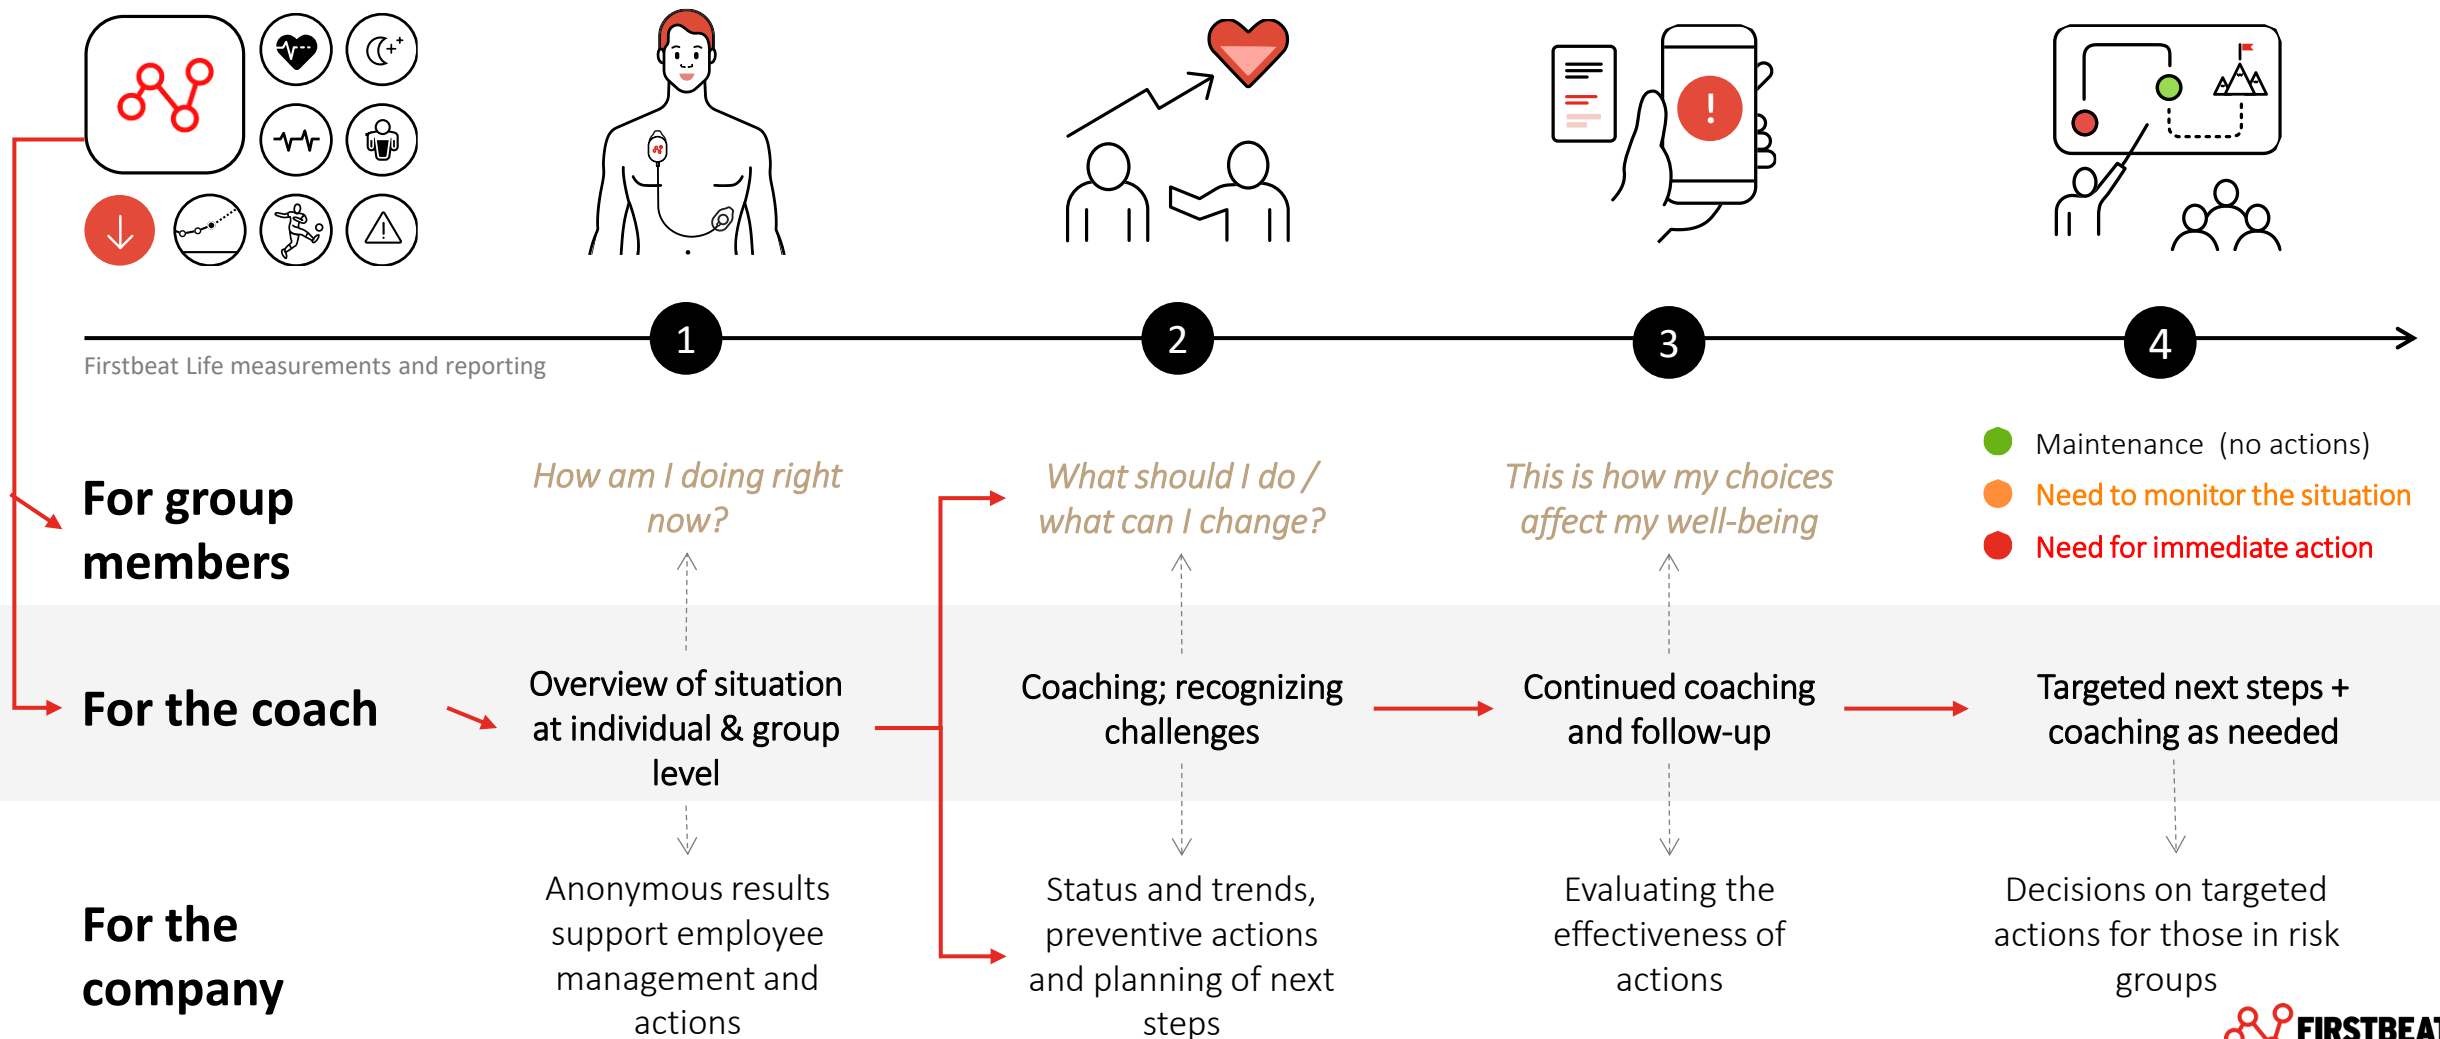 1
2
3
4
Firstbeat Life measurements and reporting
For group
members
How am I doing right
now?
What should I do /
what can I change?
This is how my choices
affect my well-being
Maintenance (no actions)
Need to monitor the situation
Need for immediate action
For the coach
Overview of situation
at individual & group
level
Coaching; recognizing
challenges
Continued coaching
and follow-up
Targeted next steps +
coaching as needed
For the
company
Anonymous results
support employee
management and
actions
Status and trends,
preventive actions
and planning of next
steps
Evaluating the
effectiveness of
actions
Decisions on targeted
actions for those in risk
groups
FIRSTBEAT